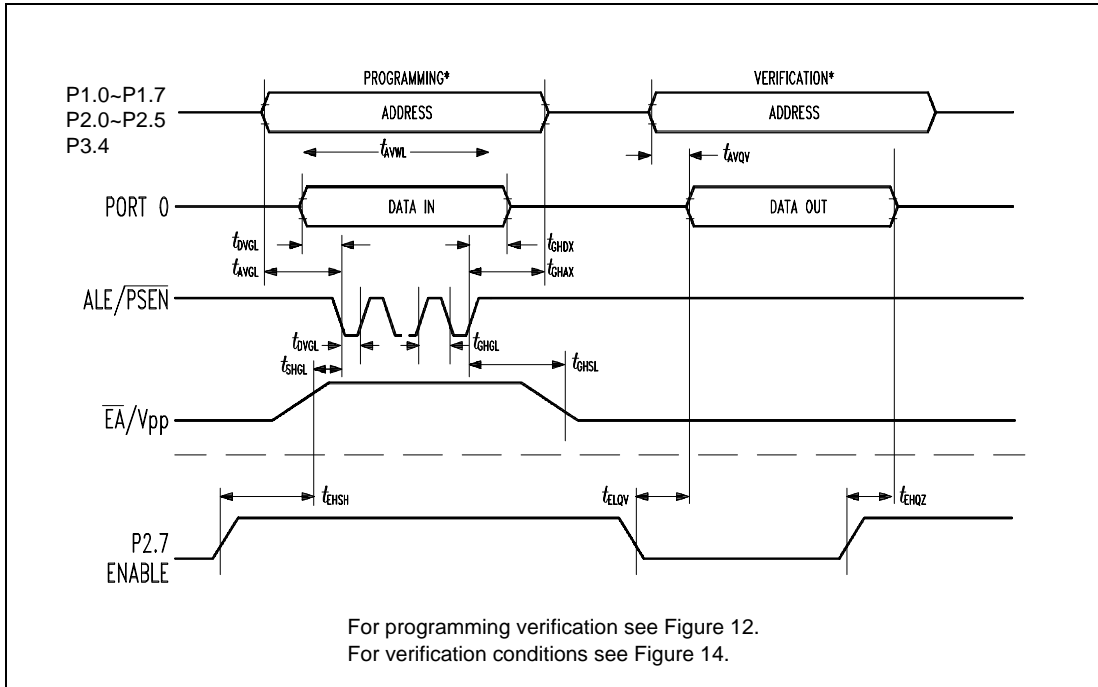 PROGRAMMING* VERIFICATION*
P1.0~P1.7
P2.0~P2.5
P3.4
ADDRESS ADDRESS
tAVWL tAVQV
PORT 0 DATA IN DATA OUT
tDVGL tGHDX
tAVGL tGHAX
ALE/PSEN
tDVGL tGHGL
tSHGL tGHSL
EA/Vpp
tEHSH tELQV tEHQZ
P2.7
ENABLE
For programming verification see Figure 12.
For verification conditions see Figure 14.